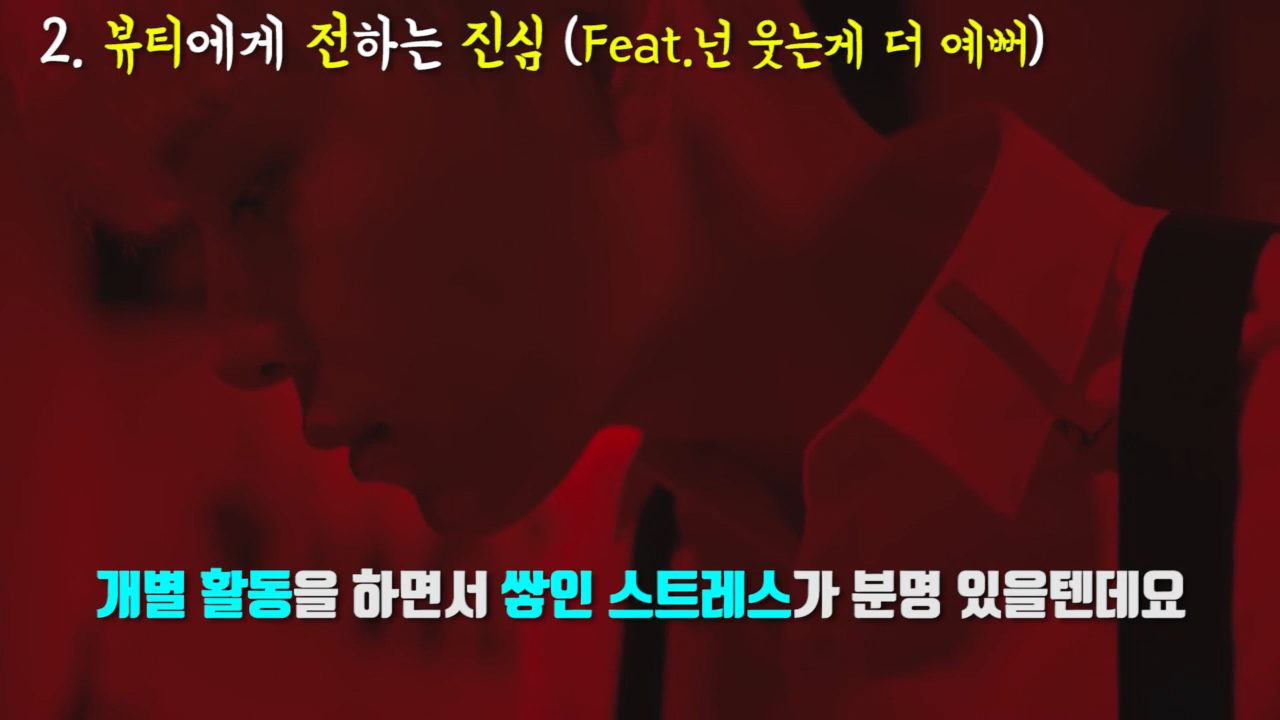 2. 뷰티에게 전하는 진심 (Feat.넌 웃는게 더 예뻐)
개별 활동을 하면서 쌓인 스트레스가 분명 있을텐데요